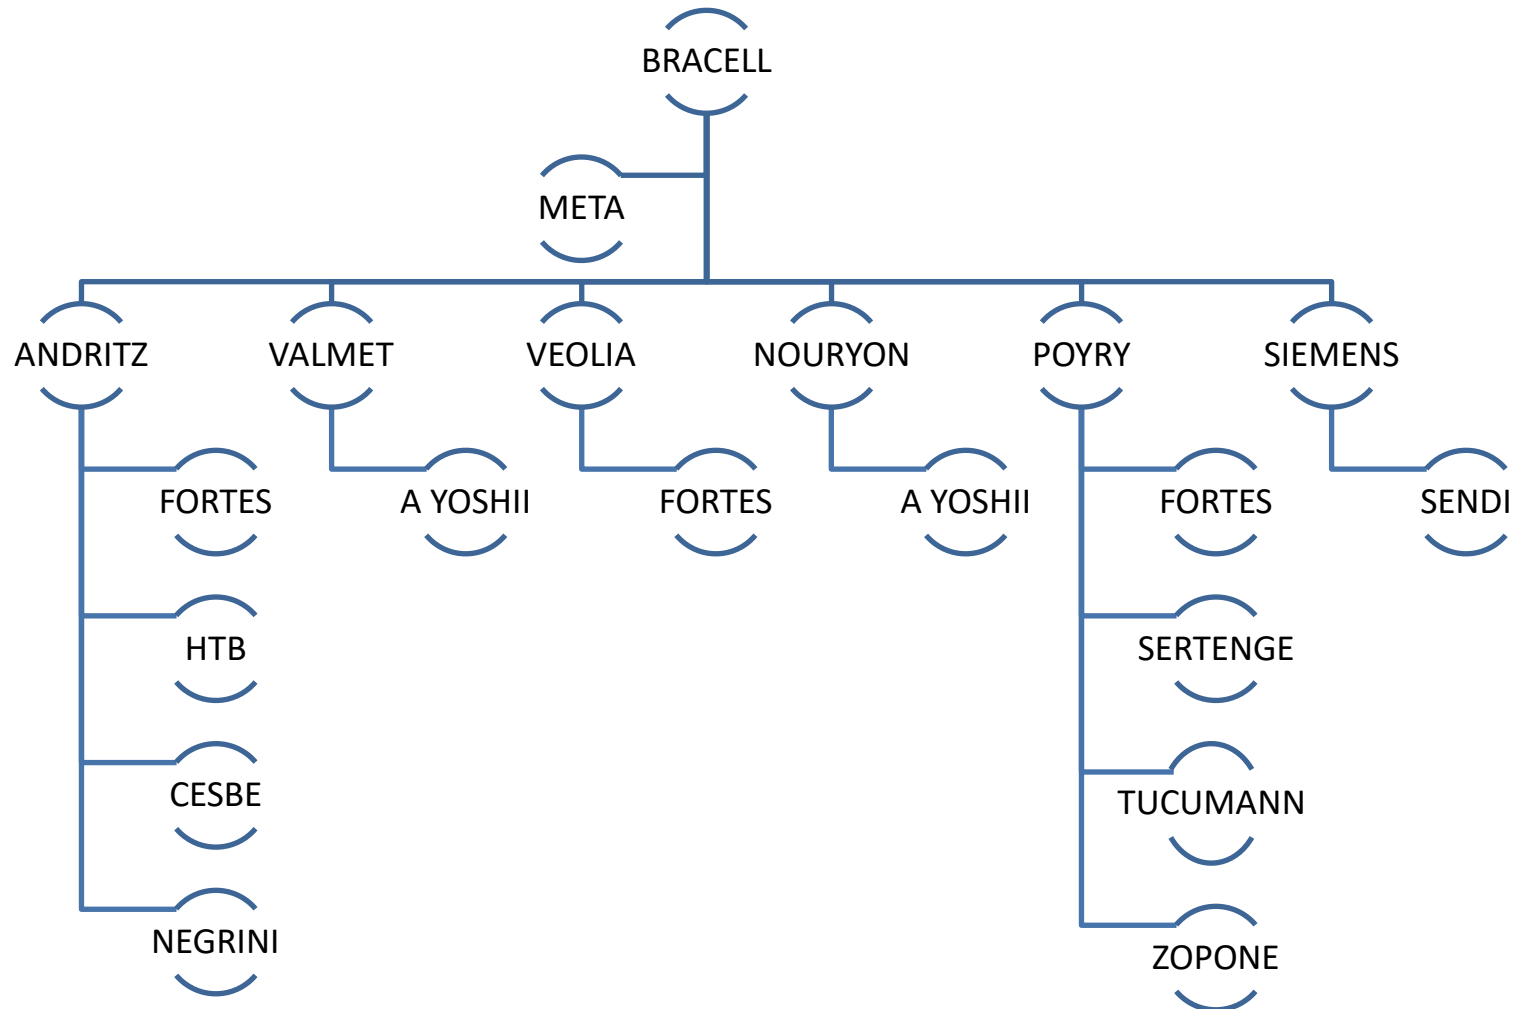 BRACELL
META
ANDRITZ
VALMET
VEOLIA
NOURYON
POYRY
SIEMENS
FORTES
A YOSHII
FORTES
A YOSHII
FORTES
SENDI
HTB
SERTENGE
CESBE
TUCUMANN
NEGRINI
ZOPONE